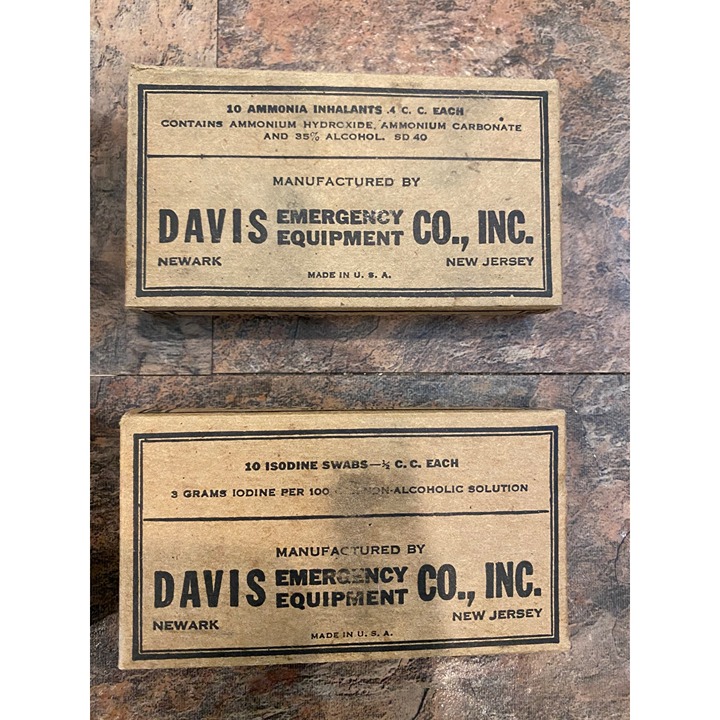 10 AMMONIA INHALANTS .4 C. C. EACH
CONTAINS AMMONIUM HYDROXIDE, AMMONIUM CARBONATE
AND 35% ALCOHOL. SD 40
MANUFACTURED BY
DAVIS EMERGENCY EQUIPMENT CO., INC.
NEWARK NEW JERSEY
MADE IN U. S. A.
10 ISODINE SWABS—½ C. C. EACH
3 GRAMS IODINE PER 100 NON-ALCOHOLIC SOLUTION
MANUFACTURED BY
DAVIS EMERGENCY EQUIPMENT CO., INC.
NEWARK NEW JERSEY
MADE IN U. S. A.